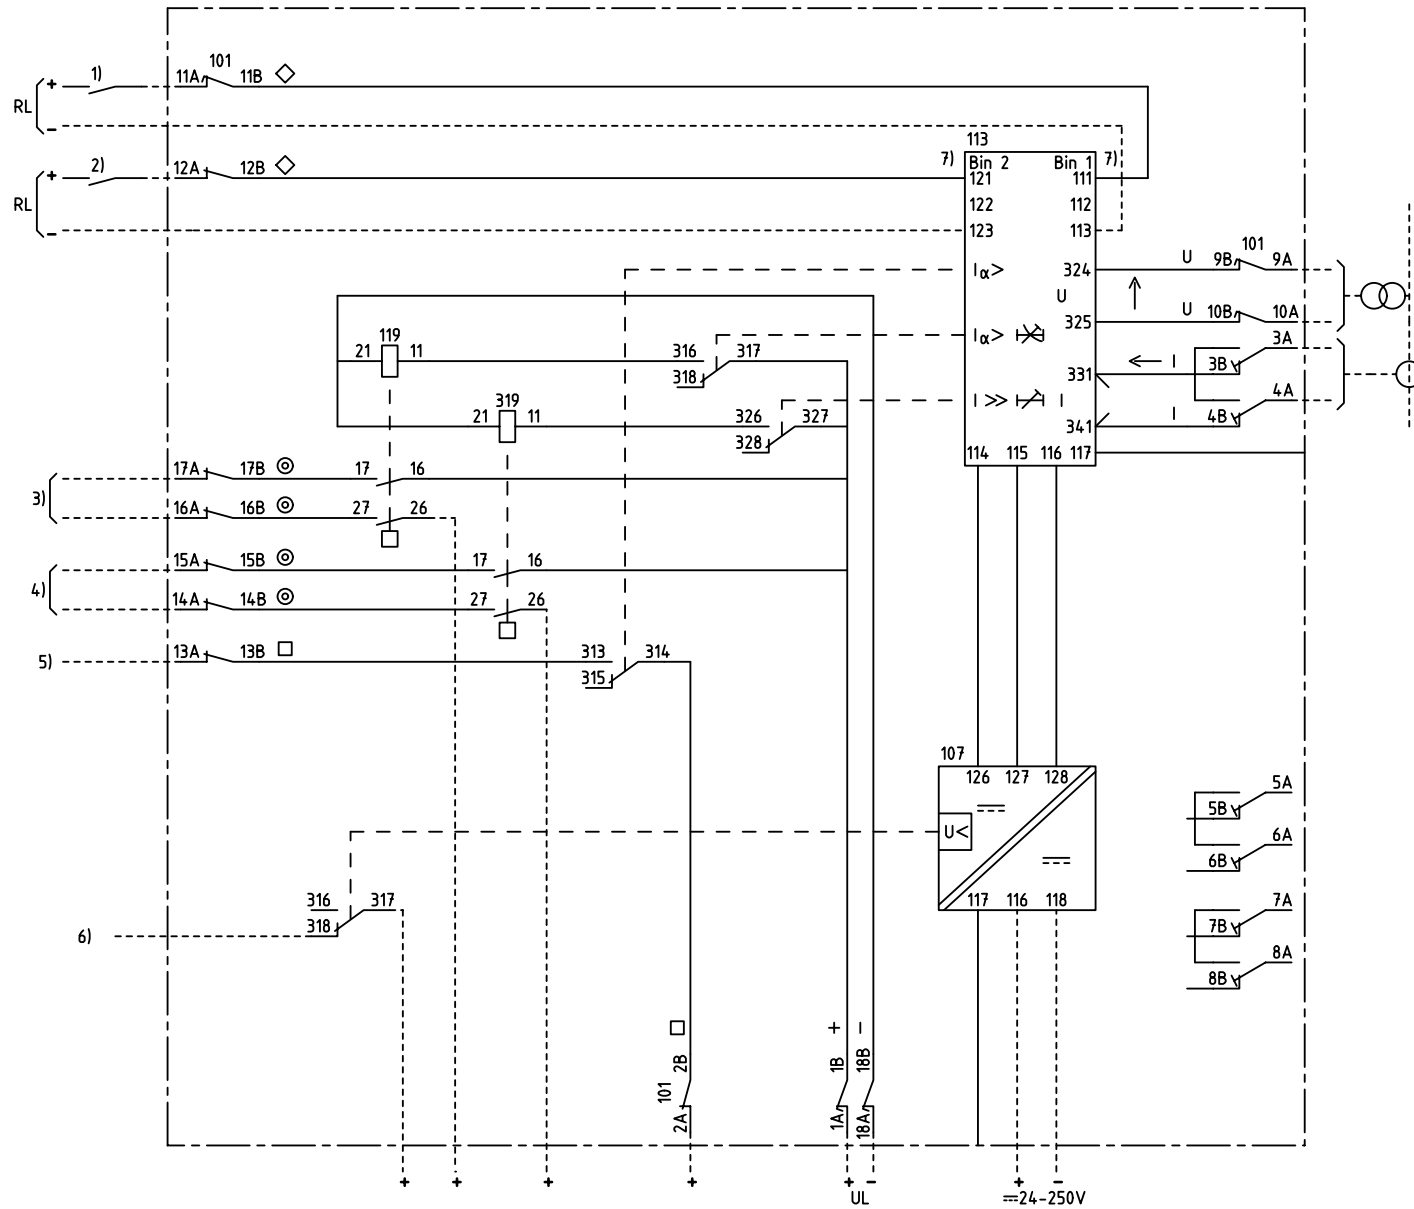 101
+ 1) 11A 11B
RL
−
113
+ 2) 12A 12B 7) Bin 2 Bin 1 7)
121 111
RL
122 112
− 123 113
Iα> 324 U 9B 101 9A
U
325 U 10B 10A
119 Iα>
21 11 316 317 3A
318 331 I 3B
319 I >> I 4A
21 11 326 327 341 I 4B
328 114 115 116 117
17A 17B 17 16
3)
16A 16B 27 26
15A 15B 17 16
4)
14A 14B 27 26
5) 13A 13B 313 314
315
107
126 127 128 5A
5B
U<
6A
6B
316 317 117 116 118 7A
6) 318 7B
8A
8B
+ −
2B 1B 18B
101
2A 1A 18A
+ + + + + − + −
UL ⎓24-250V